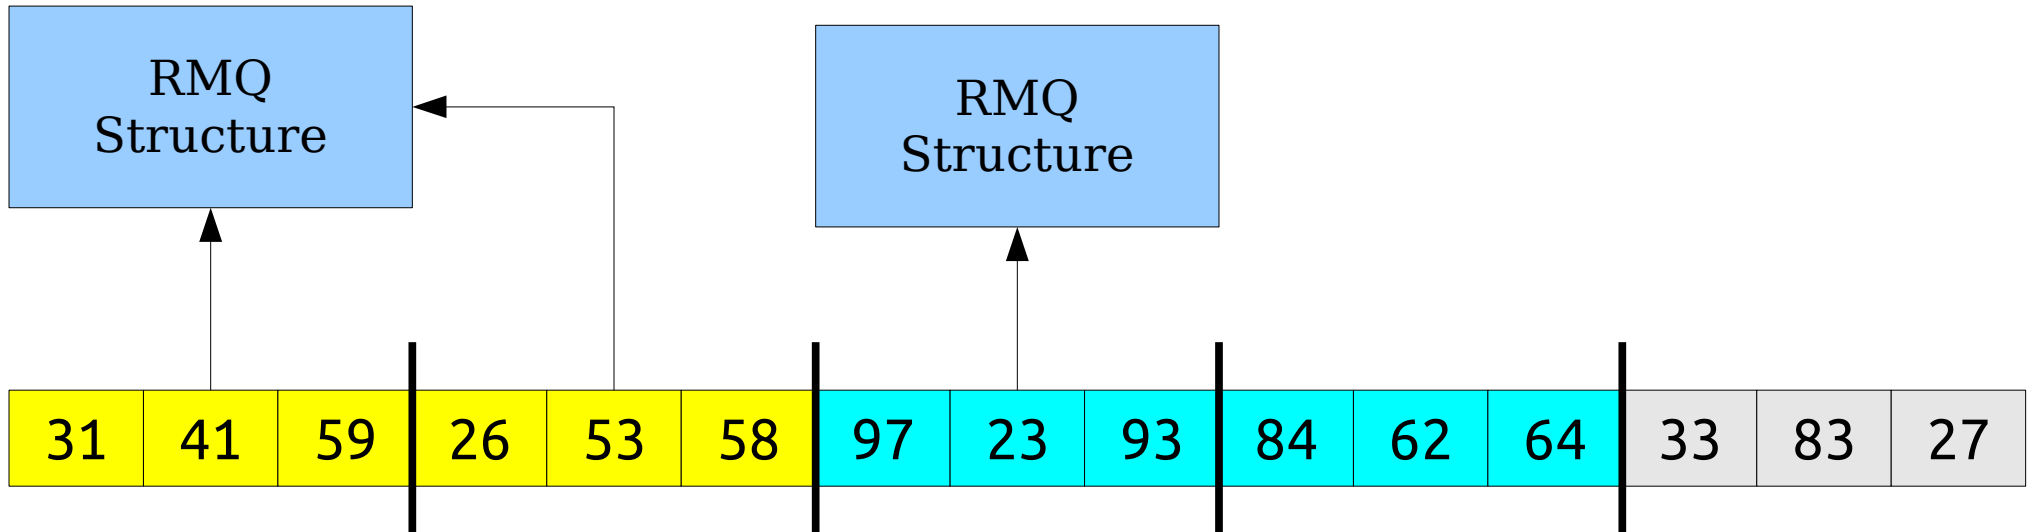 RMQ
Structure
RMQ
Structure
31 41 59 26 53 58 97 23 93 84 62 64 33 83 27